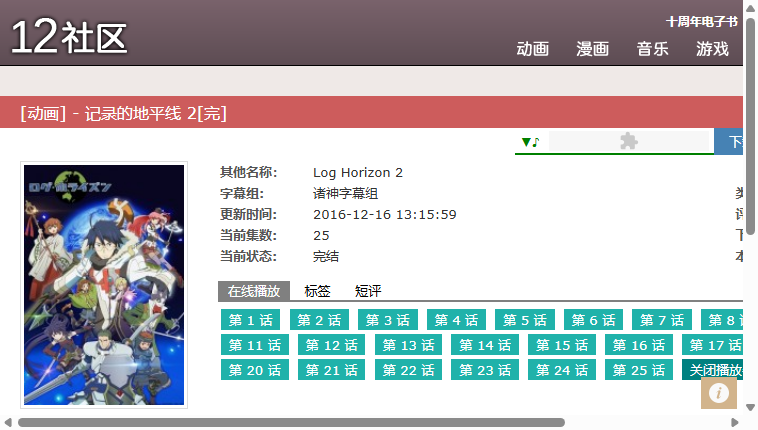 十周年电子书
12社区
动画 漫画 音乐 游戏
[动画] - 记录的地平线 2[完]
▼♪
ログ・ホライズン
其他名称: Log Horizon 2
字幕组: 诸神字幕组
更新时间: 2016-12-16 13:15:59
当前集数: 25
当前状态: 完结
在线播放 标签 短评
第 1 话 第 2 话 第 3 话 第 4 话 第 5 话 第 6 话 第 7 话 第 8
第 11 话 第 12 话 第 13 话 第 14 话 第 15 话 第 16 话 第 17 话
第 20 话 第 21 话 第 22 话 第 23 话 第 24 话 第 25 话 关闭播放